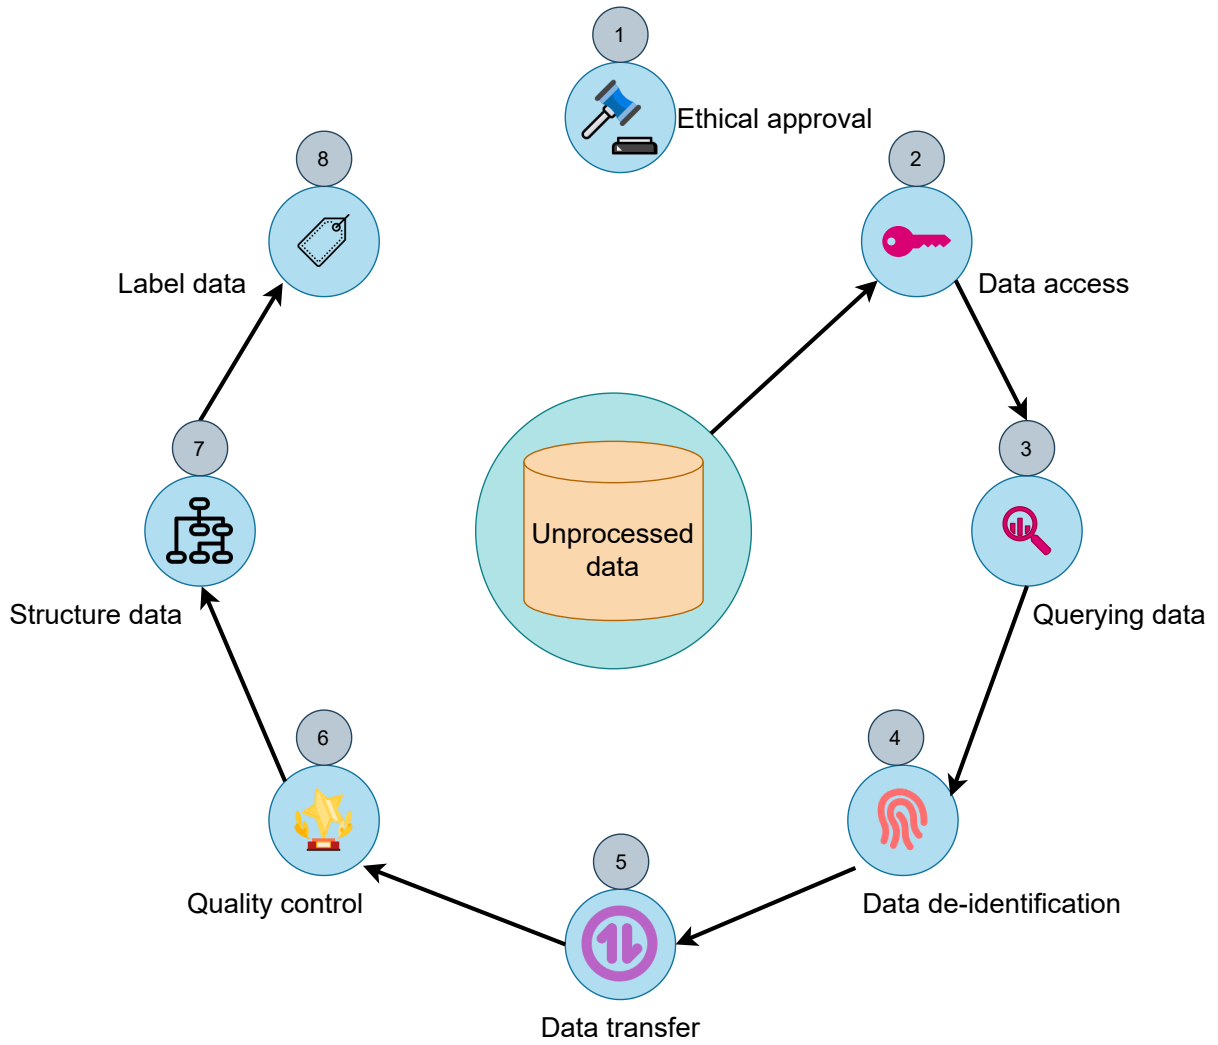 1
Ethical approval
2
Data access
3
Querying data
4
Data de-identification
5
Data transfer
6
Quality control
7
Structure data
8
Label data
Unprocessed
data